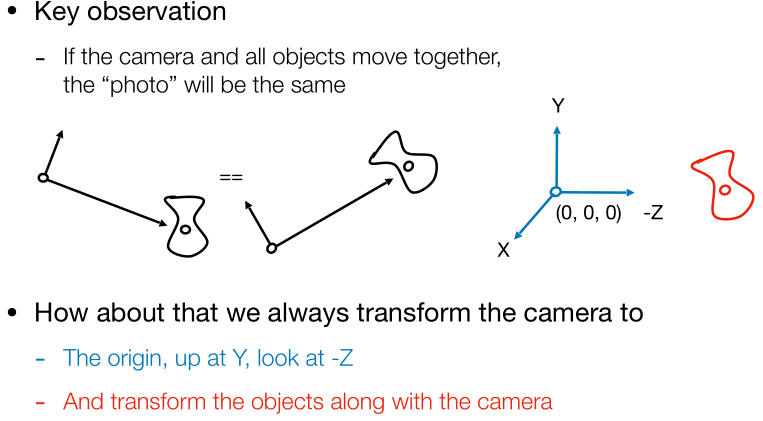 • Key observation
- If the camera and all objects move together,
the “photo” will be the same
Y
==
(0, 0, 0) -Z
X
• How about that we always transform the camera to
- The origin, up at Y, look at -Z
- And transform the objects along with the camera